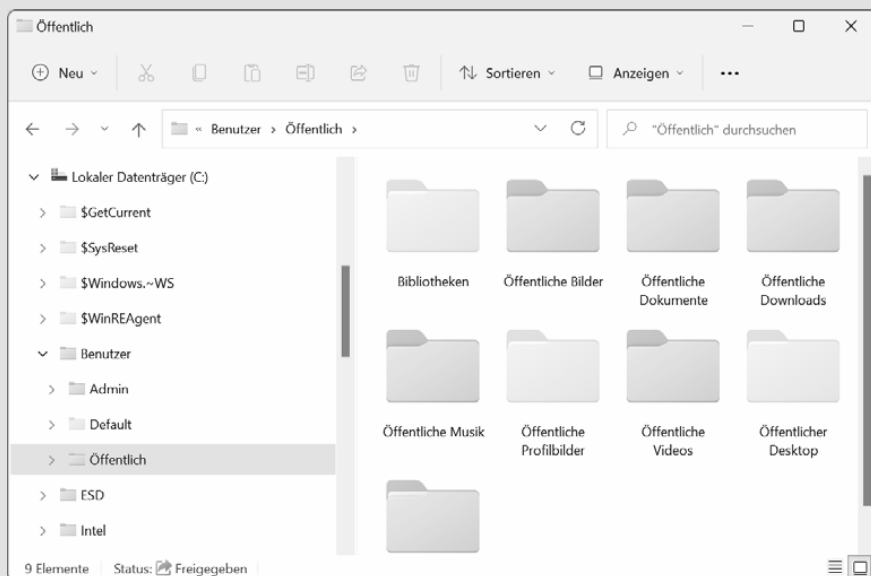 Öffentlich
Neu
Sortieren
Anzeigen
« Benutzer > Öffentlich >
"Öffentlich" durchsuchen
Lokaler Datenträger (C:)
$GetCurrent
$SysReset
$Windows.~WS
$WinREAgent
Benutzer
Admin
Default
Öffentlich
ESD
Intel
Bibliotheken
Öffentliche Bilder
Öffentliche
Dokumente
Öffentliche
Downloads
Öffentliche Musik
Öffentliche
Profilbilder
Öffentliche
Videos
Öffentlicher
Desktop
9 Elemente
Status: Freigegeben